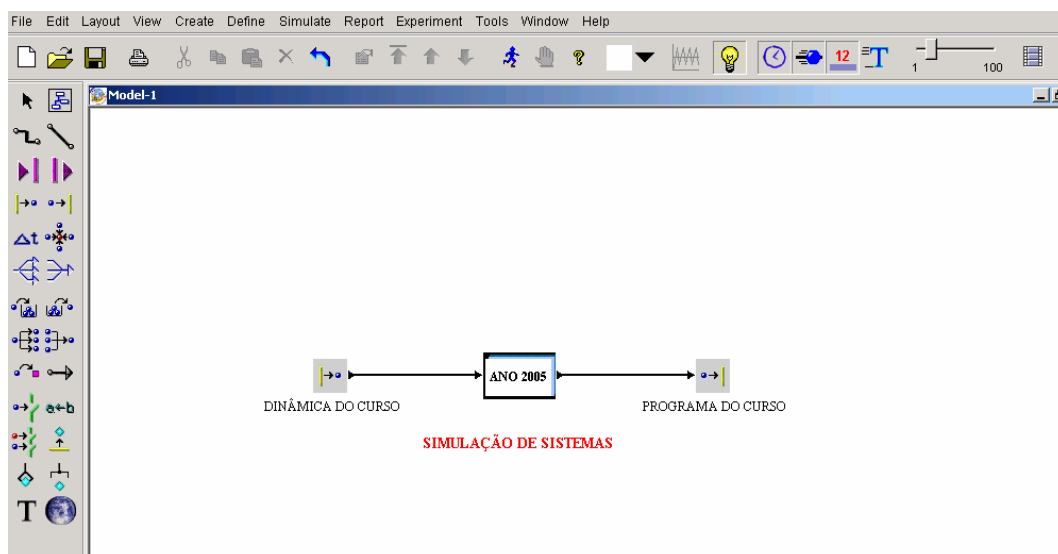 File Edit Layout View Create Define Simulate Report Experiment Tools Window Help
12 T 1 100
Model-1
Δt
a b
T
ANO 2005
DINÂMICA DO CURSO PROGRAMA DO CURSO
SIMULAÇÃO DE SISTEMAS